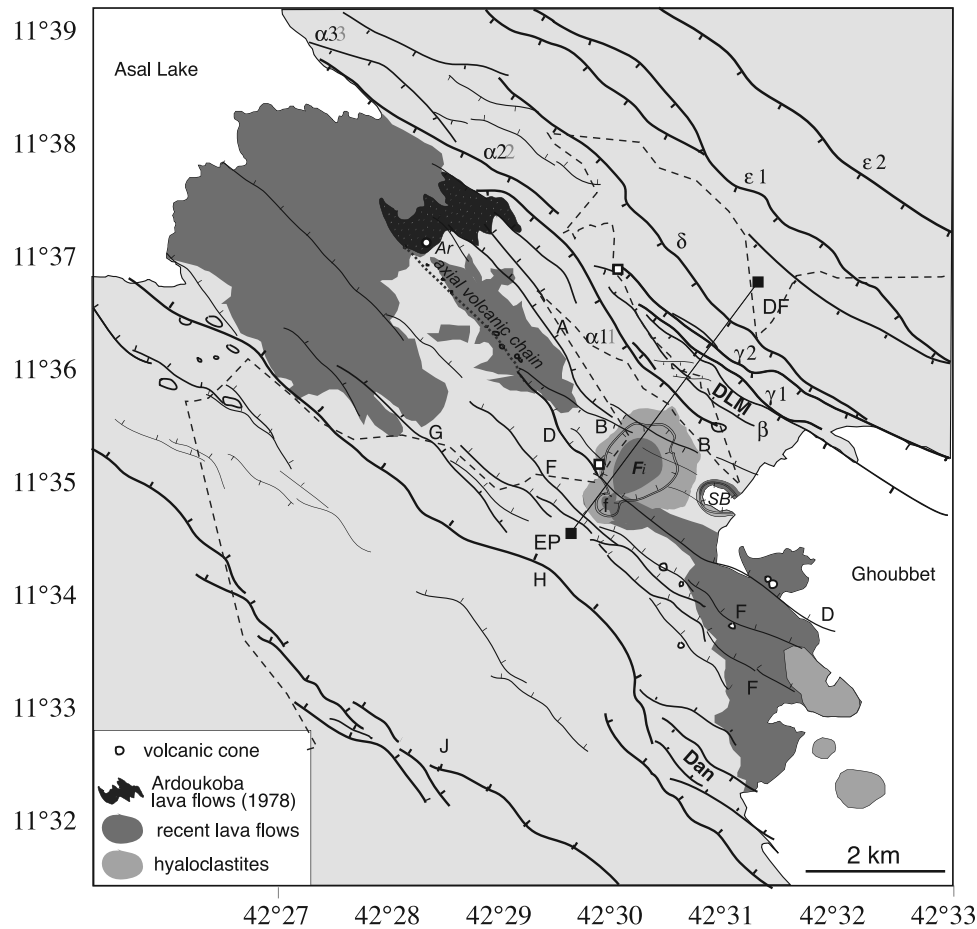 11°39
α33
Asal Lake
11°38
α22
ε2
ε1
δ
11°37
Ar
axial volcanic chain
DF
A
α11
γ2
11°36
DLM
γ1
β
G
D
B
B
F
Fi
11°35
SB
f
EP
H
Ghoubbet
11°34
F
D
F
11°33
Dan
J
volcanic cone
Ardoukoba
lava flows (1978)
11°32
recent lava flows
hyaloclastites
2 km
42°27
42°28
42°29
42°30
42°31
42°32
42°33